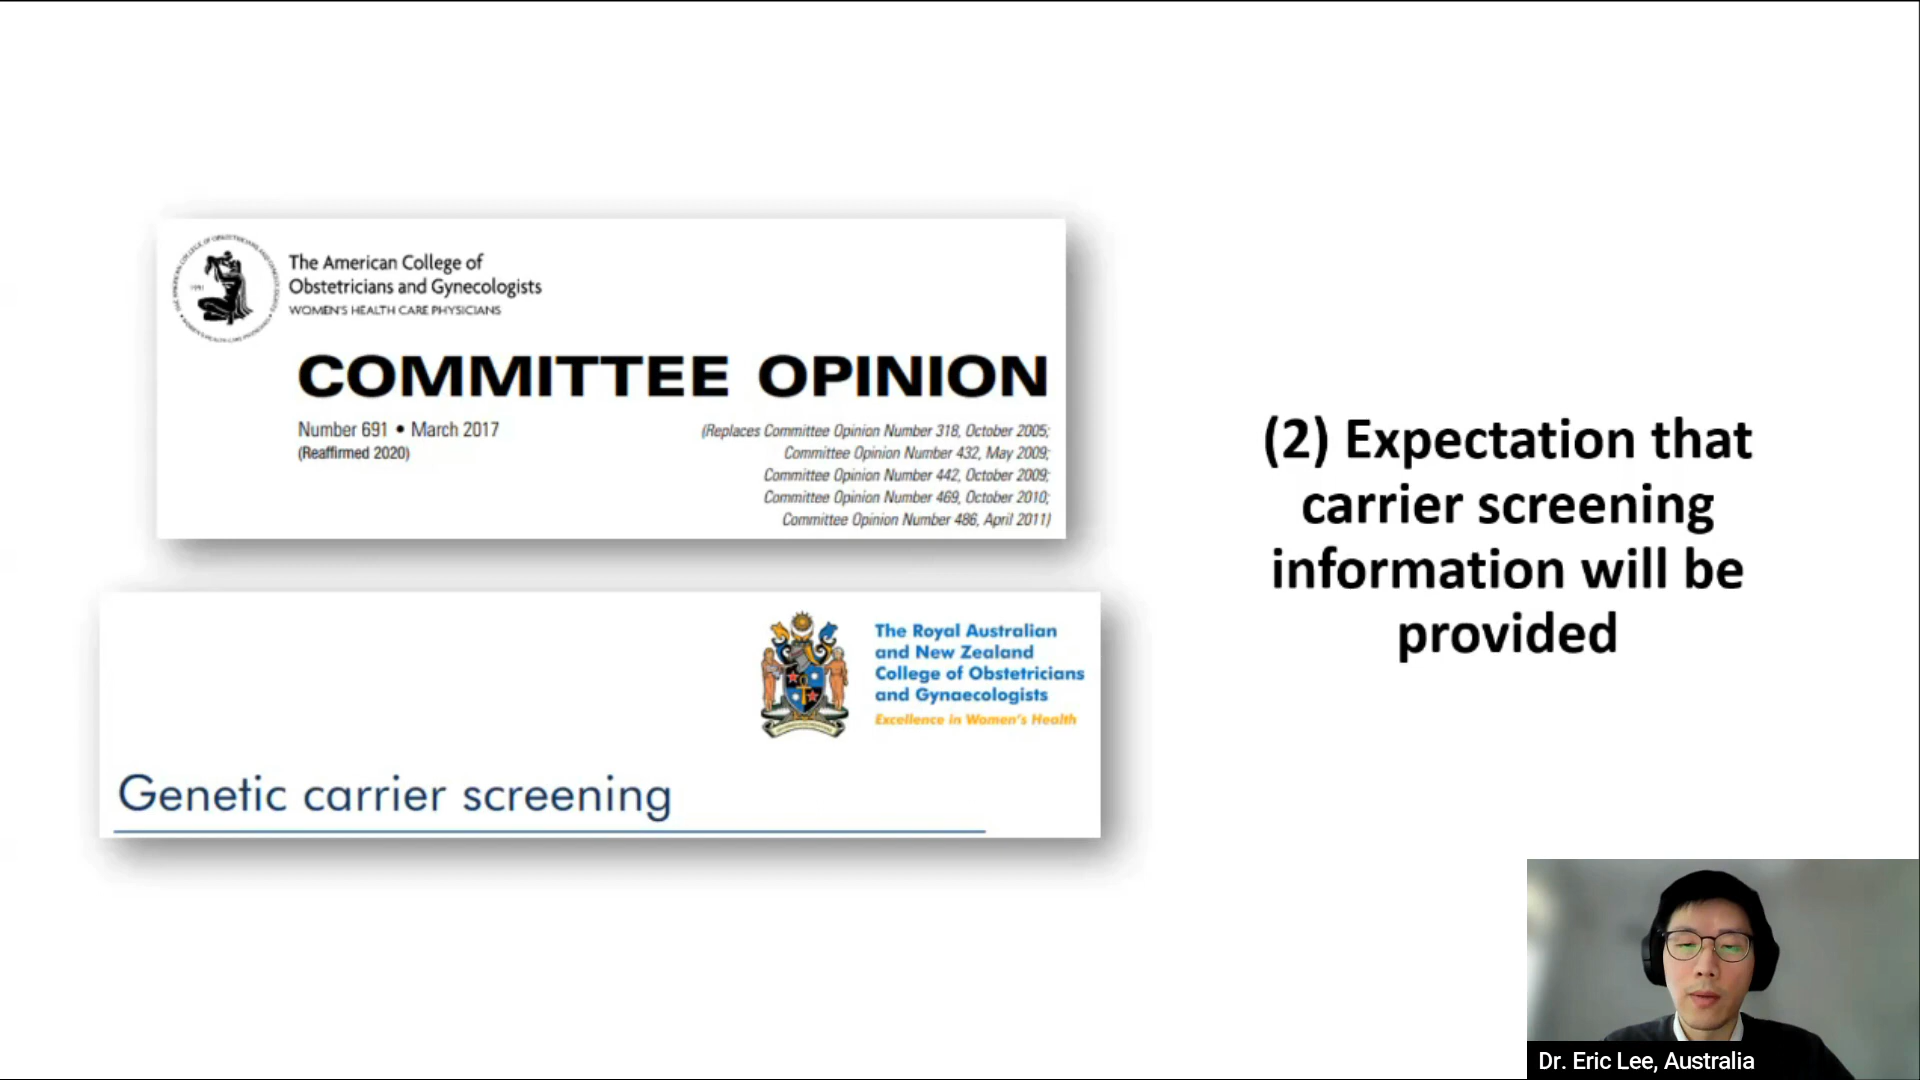 The American College of
Obstetricians and Gynecologists
WOMEN'S HEALTH CARE PHYSICIANS
COMMITTEE OPINION
Number 691 • March 2017
(Reaffirmed 2020)
(Replaces Committee Opinion Number 318, October 2005;
Committee Opinion Number 432, May 2009;
Committee Opinion Number 442, October 2009;
Committee Opinion Number 469, October 2010;
Committee Opinion Number 486, April 2011)
The Royal Australian
and New Zealand
College of Obstetricians
and Gynaecologists
Excellence in Women's Health
Genetic carrier screening
(2) Expectation that
carrier screening
information will be
provided
Dr. Eric Lee, Australia